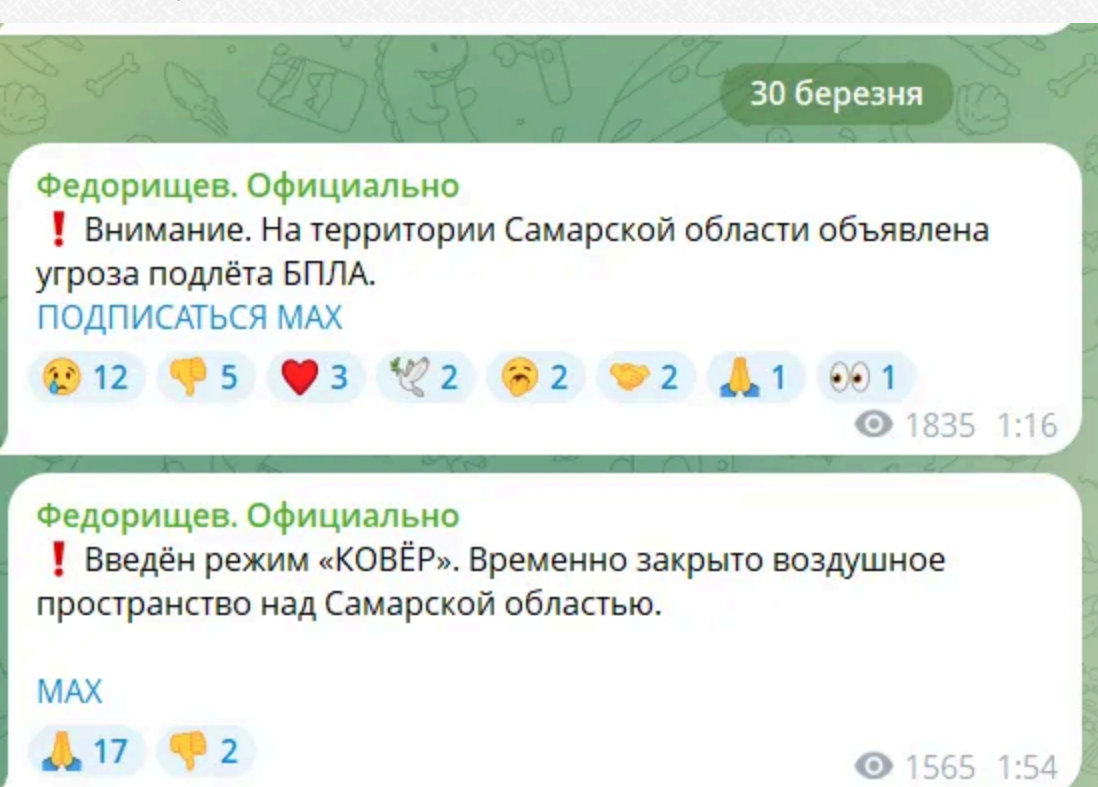 30 березня
Федорищев. Официально
❗ Внимание. На территории Самарской области объявлена
угроза подлёта БПЛА.
ПОДПИСАТЬСЯ МАХ
😢 12 👎 5 ❤️ 3 🕊 2 🥱 2 🤝 2 🙏 1 👀 1
1835 1:16
Федорищев. Официально
❗ Введён режим «КОВЁР». Временно закрыто воздушное
пространство над Самарской областью.
МАХ
🙏 17 👎 2
1565 1:54